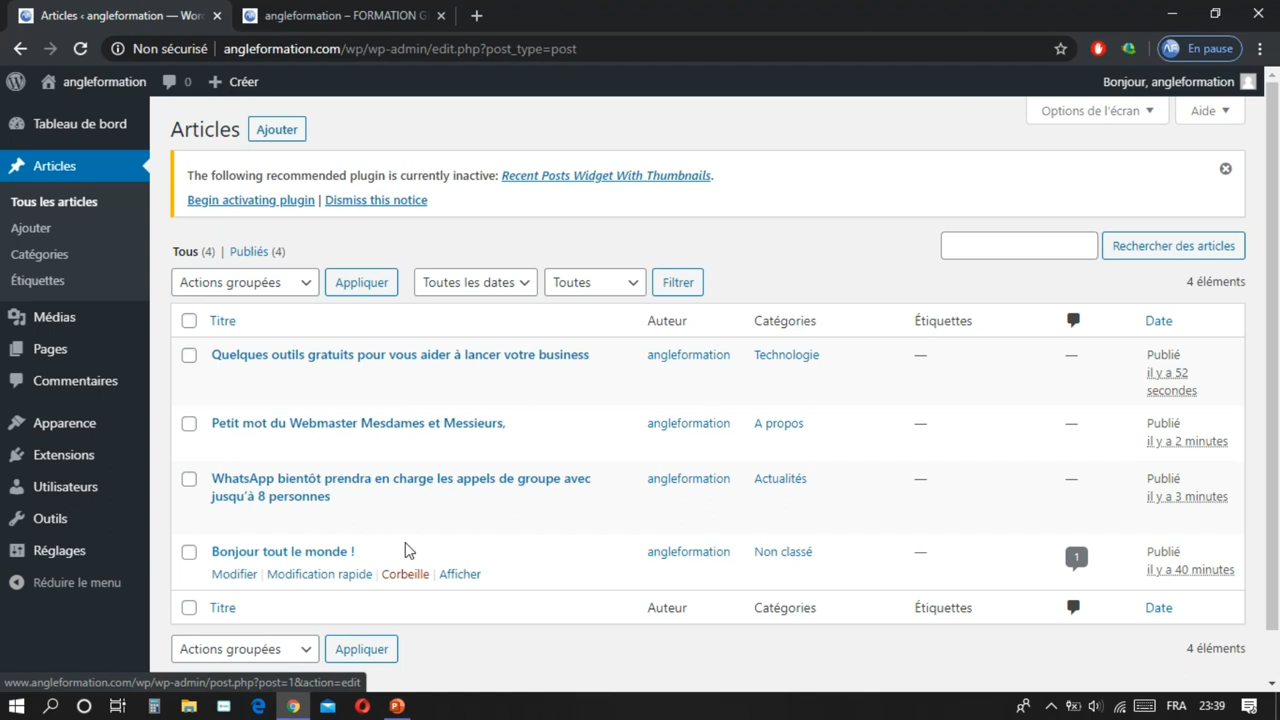 Articles ‹ angleformation — Wor
angleformation – FORMATION G
Non sécurisé
angleformation.com/wp/wp-admin/edit.php?post_type=post
En pause
angleformation
0
Créer
Bonjour, angleformation
Tableau de bord
Articles
Tous les articles
Ajouter
Catégories
Étiquettes
Médias
Pages
Commentaires
Apparence
Extensions
Utilisateurs
Outils
Réglages
Réduire le menu
Options de l'écran
Aide
Articles
Ajouter
The following recommended plugin is currently inactive: Recent Posts Widget With Thumbnails.
Begin activating plugin | Dismiss this notice
Tous (4) | Publiés (4)
Rechercher des articles
Actions groupées
Appliquer
Toutes les dates
Toutes
Filtrer
4 éléments
Titre
Auteur
Catégories
Étiquettes
Date
Quelques outils gratuits pour vous aider à lancer votre business
angleformation
Technologie
—
—
Publié
il y a 52
secondes
Petit mot du Webmaster Mesdames et Messieurs,
angleformation
A propos
—
—
Publié
il y a 2 minutes
WhatsApp bientôt prendra en charge les appels de groupe avec
jusqu'à 8 personnes
angleformation
Actualités
—
—
Publié
il y a 3 minutes
Bonjour tout le monde !
Modifier | Modification rapide | Corbeille | Afficher
angleformation
Non classé
—
1
Publié
il y a 40 minutes
Titre
Auteur
Catégories
Étiquettes
Date
Actions groupées
Appliquer
4 éléments
www.angleformation.com/wp/wp-admin/post.php?post=1&action=edit
FRA
23:39